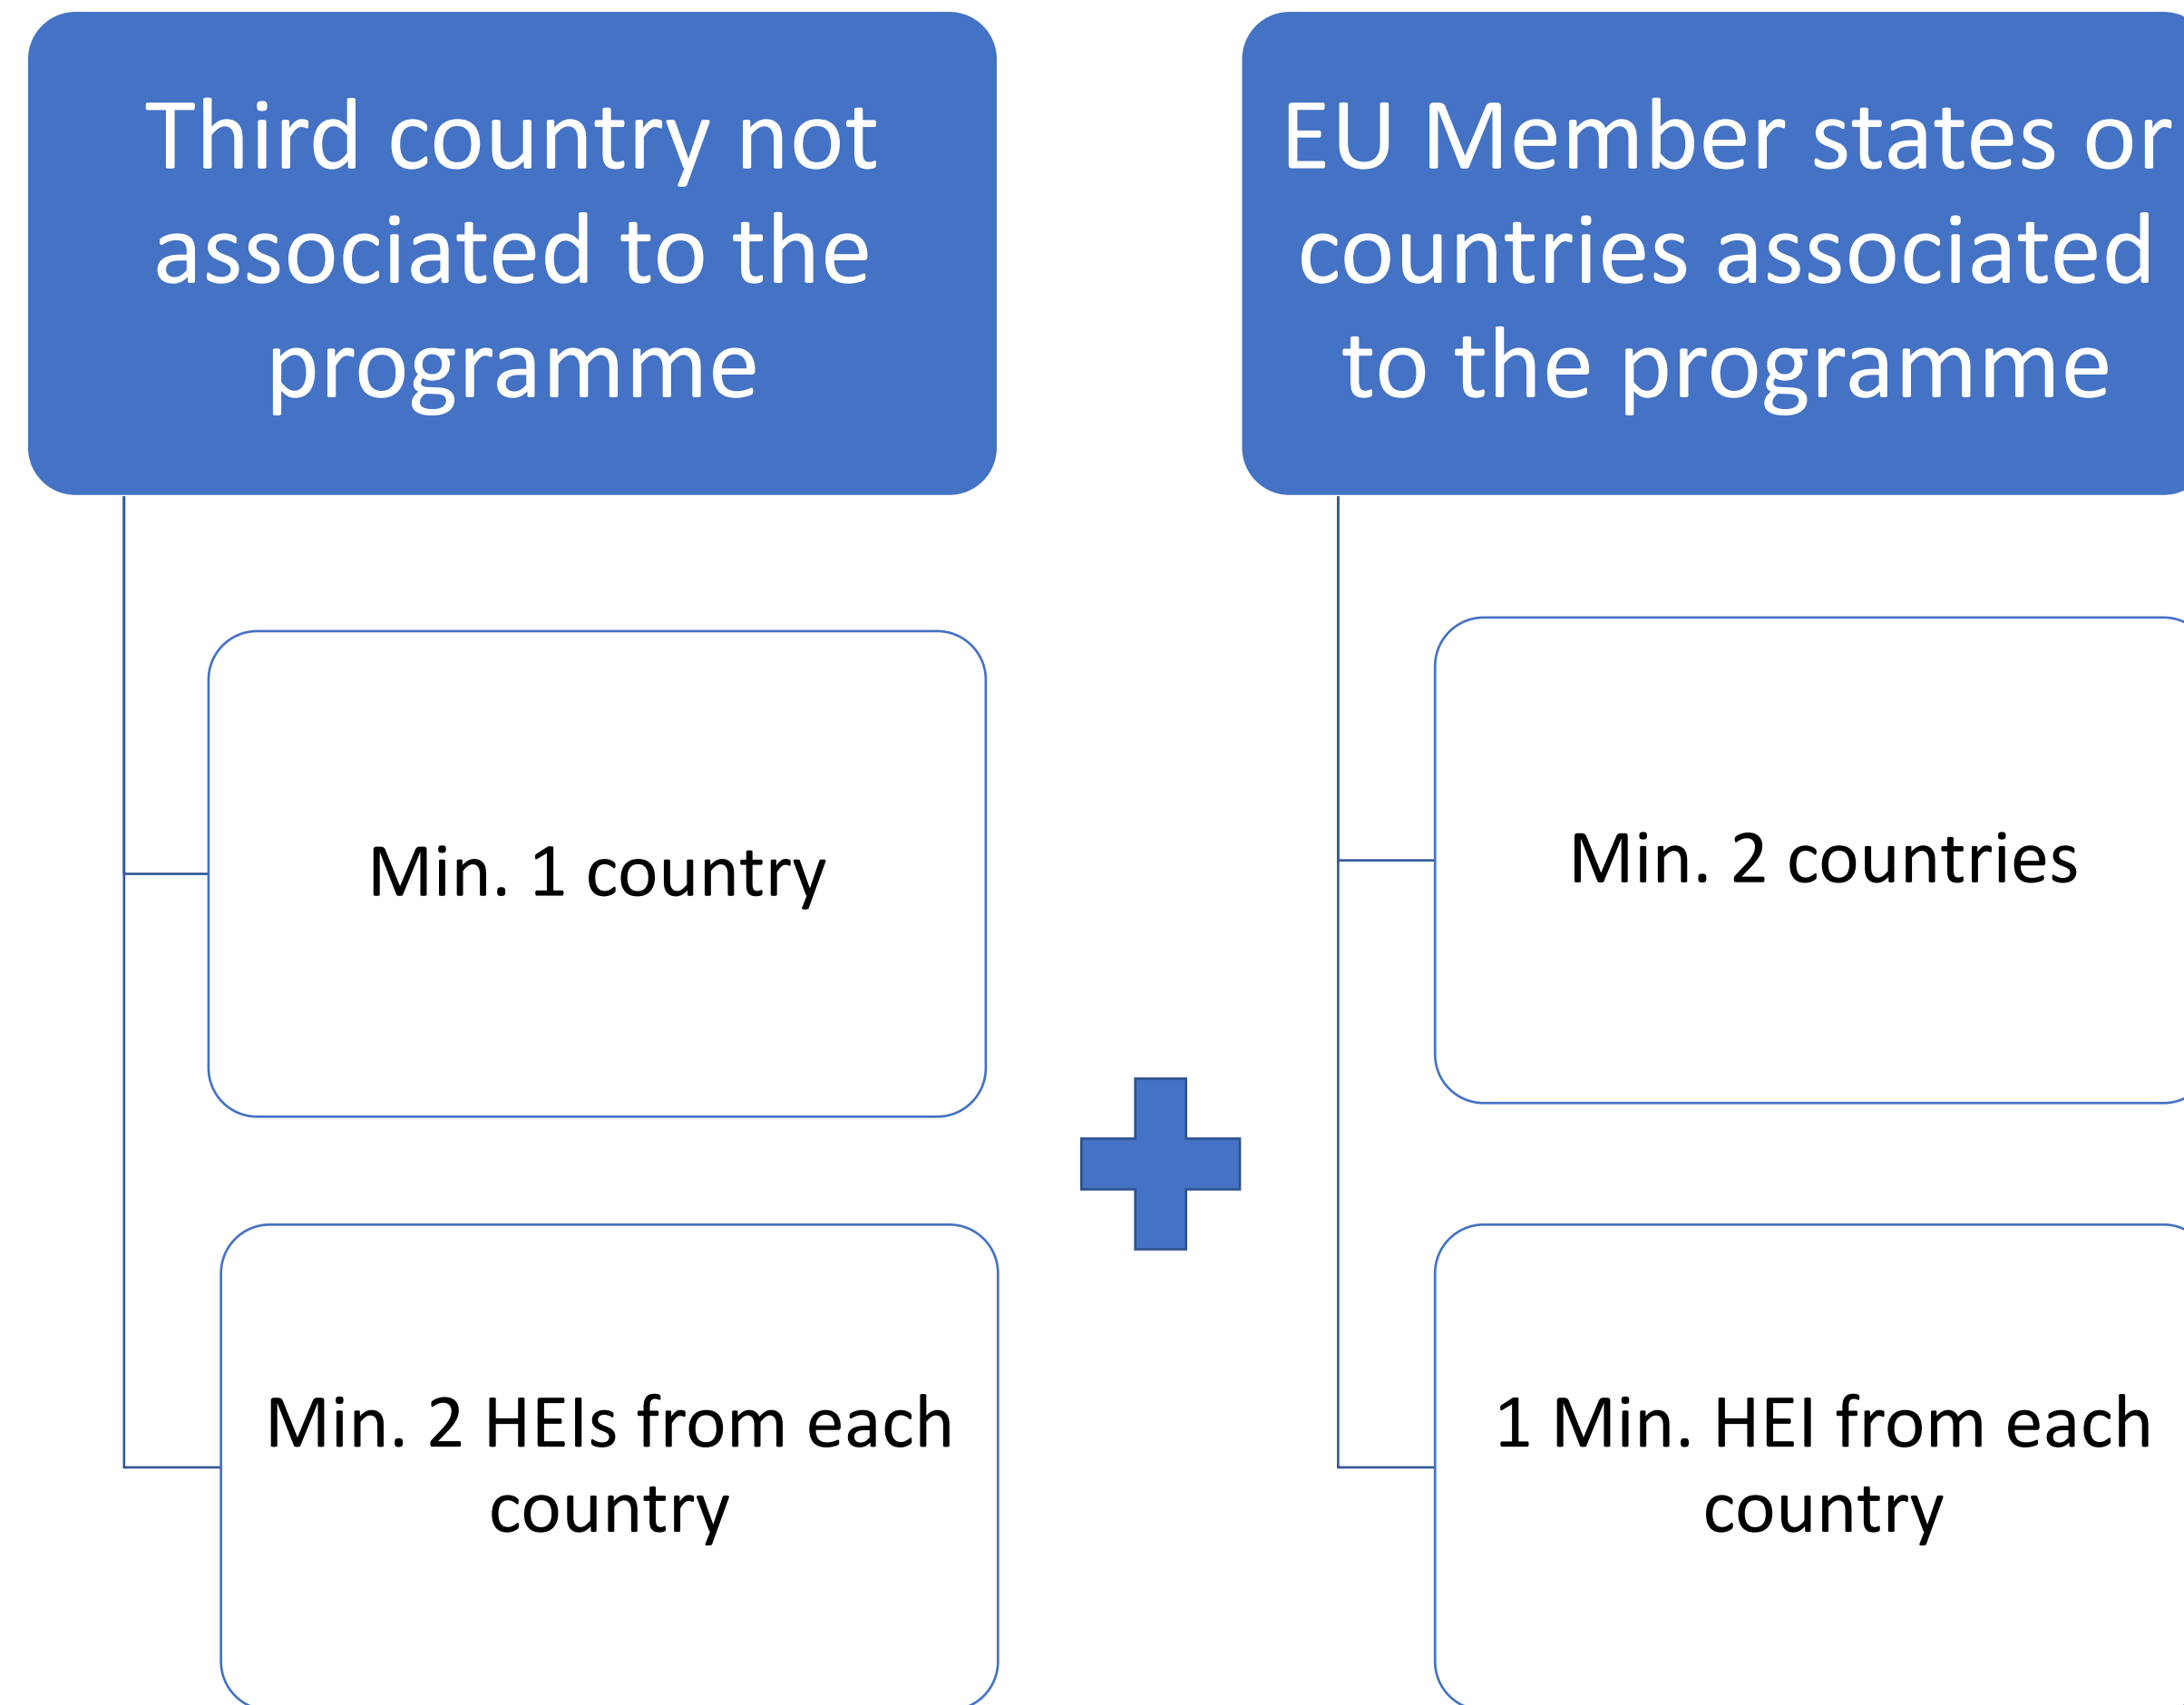 Third country not
associated to the
programme
Min. 1 country
Min. 2 HEIs from each
country
EU Member states or
countries associated
to the programme
Min. 2 countries
1 Min. HEI from each
country